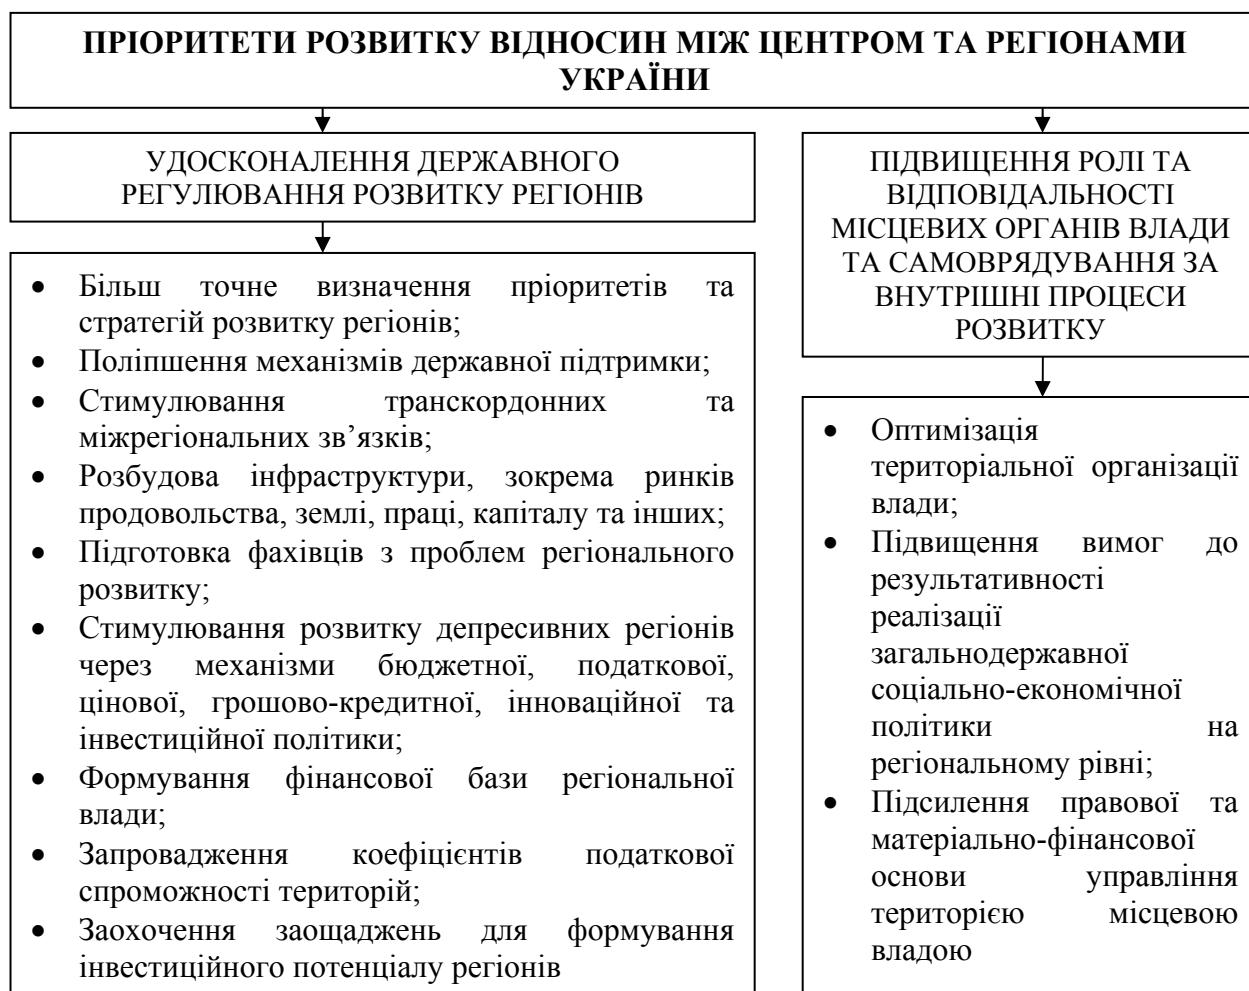 ПРІОРИТЕТИ РОЗВИТКУ ВІДНОСИН МІЖ ЦЕНТРОМ ТА РЕГІОНАМИ
УКРАЇНИ
УДОСКОНАЛЕННЯ ДЕРЖАВНОГО
РЕГУЛЮВАННЯ РОЗВИТКУ РЕГІОНІВ
• Більш точне визначення пріоритетів та
стратегій розвитку регіонів;
• Поліпшення механізмів державної підтримки;
• Стимулювання транскордонних та
міжрегіональних зв’язків;
• Розбудова інфраструктури, зокрема ринків
продовольства, землі, праці, капіталу та інших;
• Підготовка фахівців з проблем регіонального
розвитку;
• Стимулювання розвитку депресивних регіонів
через механізми бюджетної, податкової,
цінової, грошово-кредитної, інноваційної та
інвестиційної політики;
• Формування фінансової бази регіональної
влади;
• Запровадження коефіцієнтів податкової
спроможності територій;
• Заохочення заощаджень для формування
інвестиційного потенціалу регіонів
ПІДВИЩЕННЯ РОЛІ ТА
ВІДПОВІДАЛЬНОСТІ
МІСЦЕВИХ ОРГАНІВ ВЛАДИ
ТА САМОВРЯДУВАННЯ ЗА
ВНУТРІШНІ ПРОЦЕСИ
РОЗВИТКУ
• Оптимізація
територіальної організації
влади;
• Підвищення вимог до
результативності
реалізації
загальнодержавної
соціально-економічної
політики на
регіональному рівні;
• Підсилення правової та
матеріально-фінансової
основи управління
територією місцевою
владою